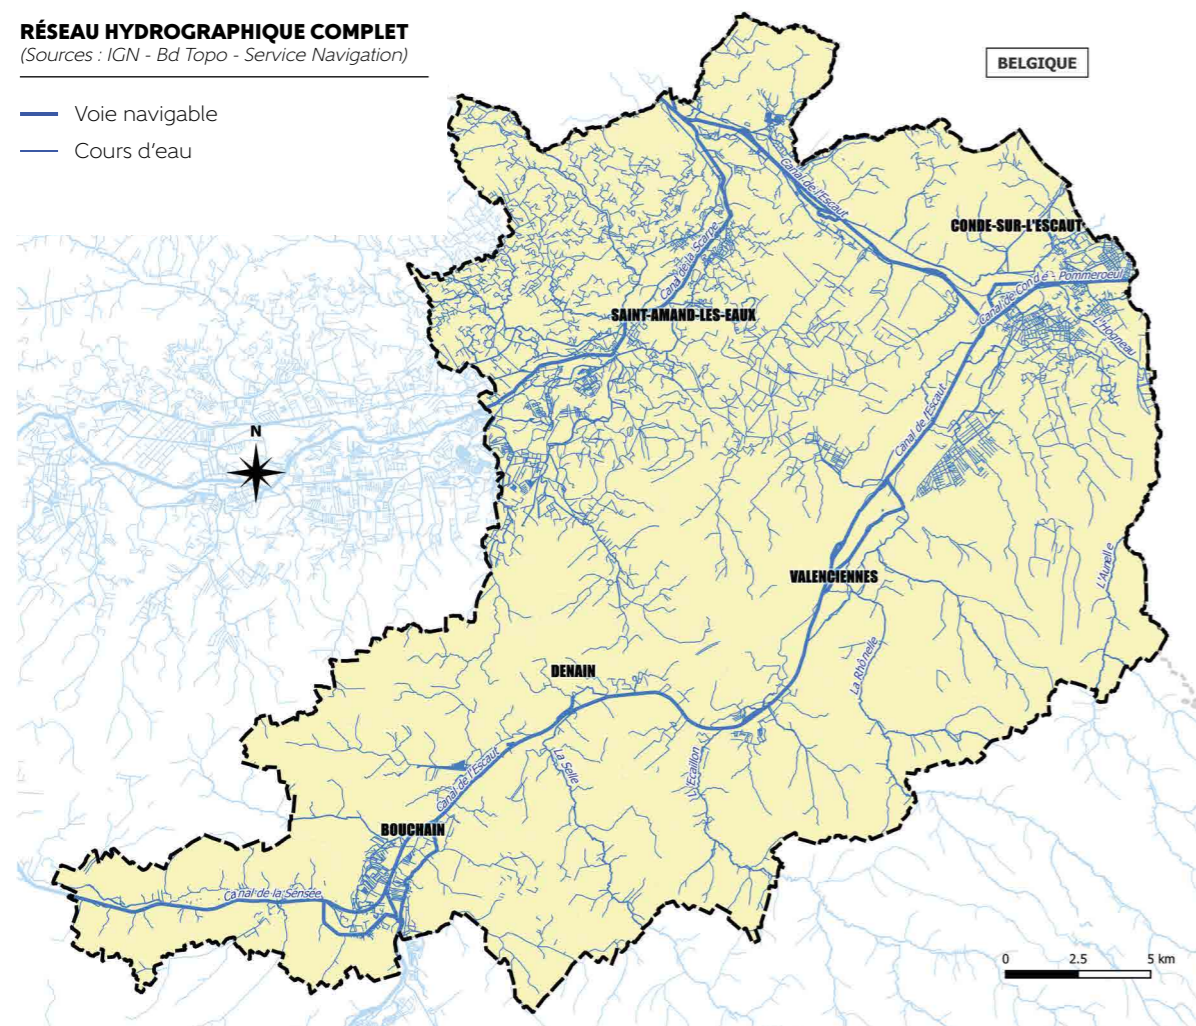 RÉSEAU HYDROGRAPHIQUE COMPLET
(Sources : IGN - Bd Topo - Service Navigation)
Voie navigable
Cours d'eau
BELGIQUE
Canal de l'Escaut
CONDE-SUR-L'ESCAUT
Canal de la Scarpe
Canal de Condé - Pommeroeul
SAINT-AMAND-LES-EAUX
L'Hogneau
Canal de l'Escaut
N
VALENCIENNES
L'Aunelle
La Rhônelle
DENAIN
Canal de l'Escaut
La Selle
L'Ecaillon
BOUCHAIN
Canal de la Sensée
0 2.5 5 km